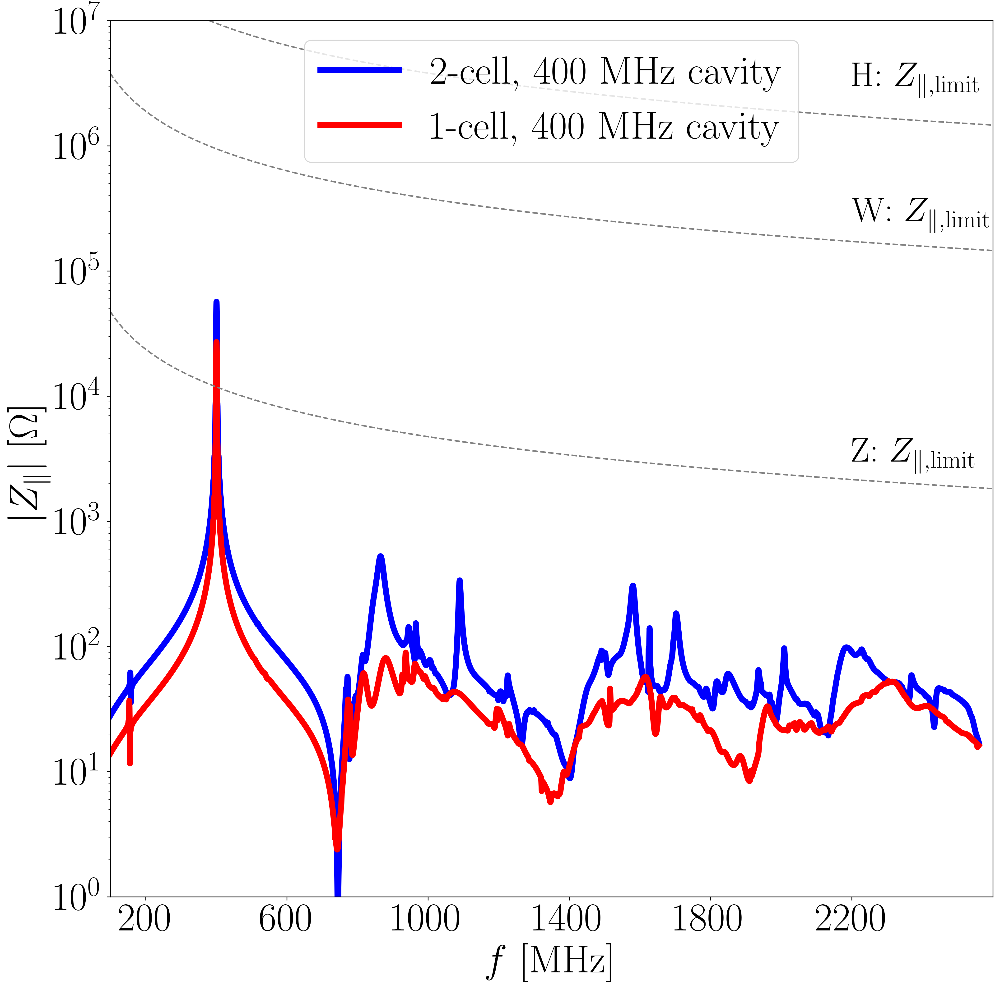 10⁷
10⁶
10⁵
10⁴
10³
10²
10¹
10⁰
|Z∥| [Ω]
2-cell, 400 MHz cavity
1-cell, 400 MHz cavity
H: Z∥,limit
W: Z∥,limit
Z: Z∥,limit
200 600 1000 1400 1800 2200
f [MHz]